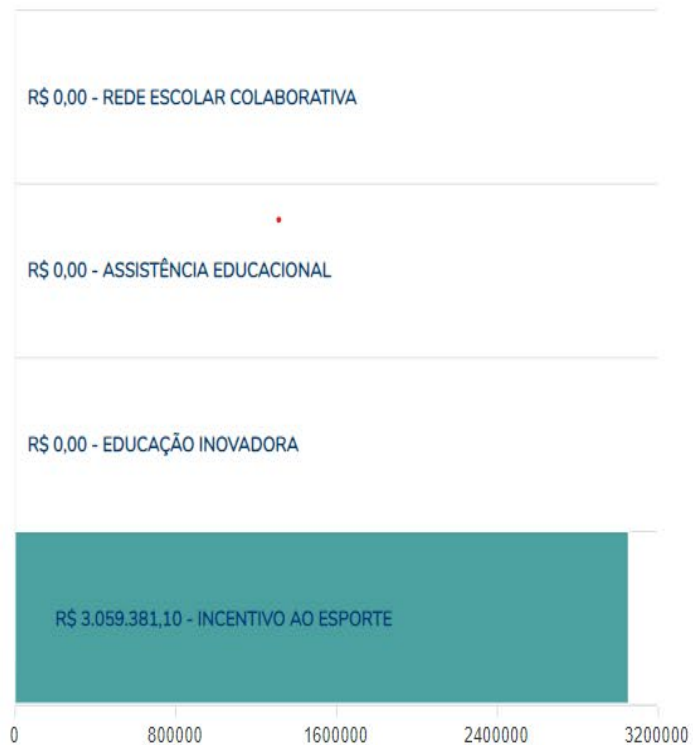 R$ 0,00 - REDE ESCOLAR COLABORATIVA
R$ 0,00 - ASSISTÊNCIA EDUCACIONAL
R$ 0,00 - EDUCAÇÃO INOVADORA
R$ 3.059.381,10 - INCENTIVO AO ESPORTE
0 800000 1600000 2400000 3200000